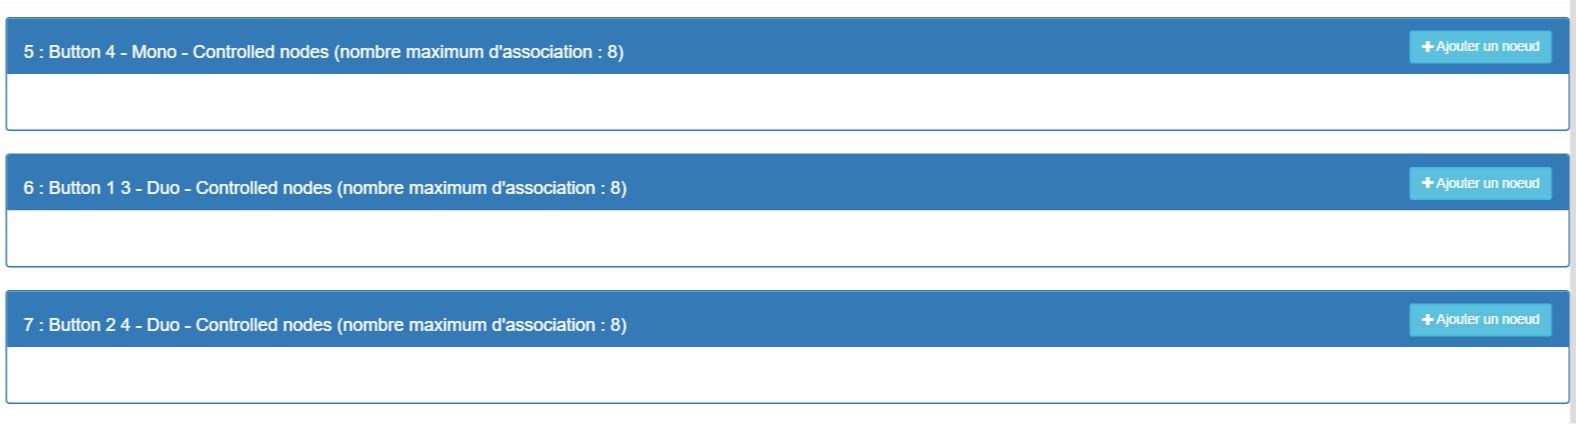 5 : Button 4 - Mono - Controlled nodes (nombre maximum d'association : 8)
Ajouter un noeud
6 : Button 1 3 - Duo - Controlled nodes (nombre maximum d'association : 8)
Ajouter un noeud
7 : Button 2 4 - Duo - Controlled nodes (nombre maximum d'association : 8)
Ajouter un noeud